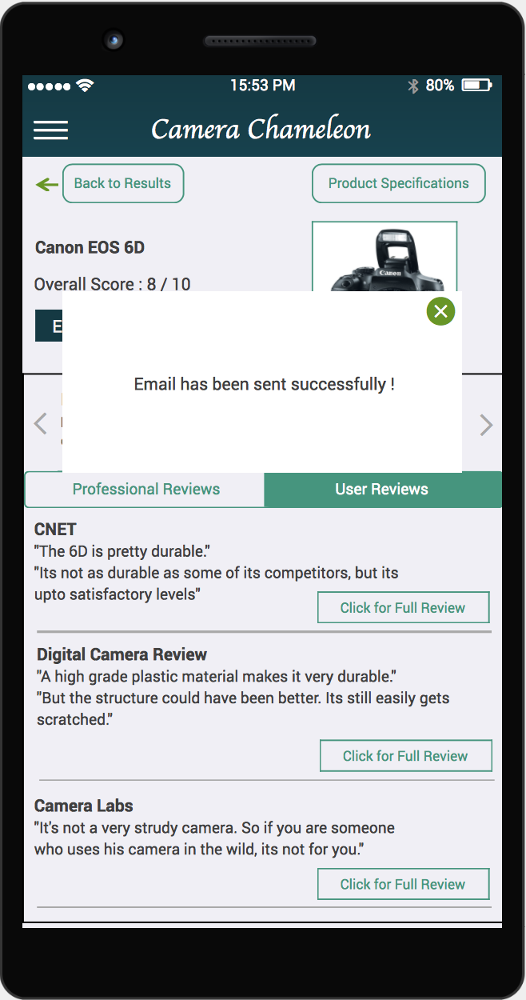 15:53 PM
80%
Camera Chameleon
Back to Results
Product Specifications
Canon EOS 6D
Canon
Overall Score : 8 / 10
E
Email has been sent successfully !
Professional Reviews
User Reviews
CNET
"The 6D is pretty durable."
"Its not as durable as some of its competitors, but its
upto satisfactory levels"
Click for Full Review
Digital Camera Review
"A high grade plastic material makes it very durable."
"But the structure could have been better. Its still easily gets
scratched."
Click for Full Review
Camera Labs
"It's not a very strudy camera. So if you are someone
who uses his camera in the wild, its not for you."
Click for Full Review